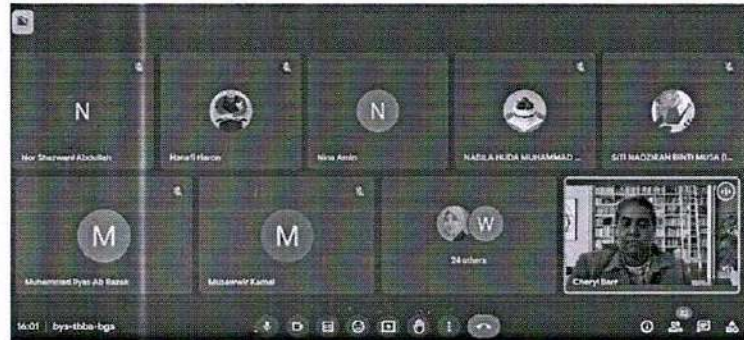 N
N
Nor Shazwani Abdullah
Hanafi Haron
Nina Amin
NABILA HUDA MUHAMMAD ...
SITI NADZIRAH BINTI MUSA (I...
M
M
W
24 others
Muhammad Ilyas Ab Razak
Musawwir Kamal
Cheryl Barr
16:01 | bys-tbba-bga